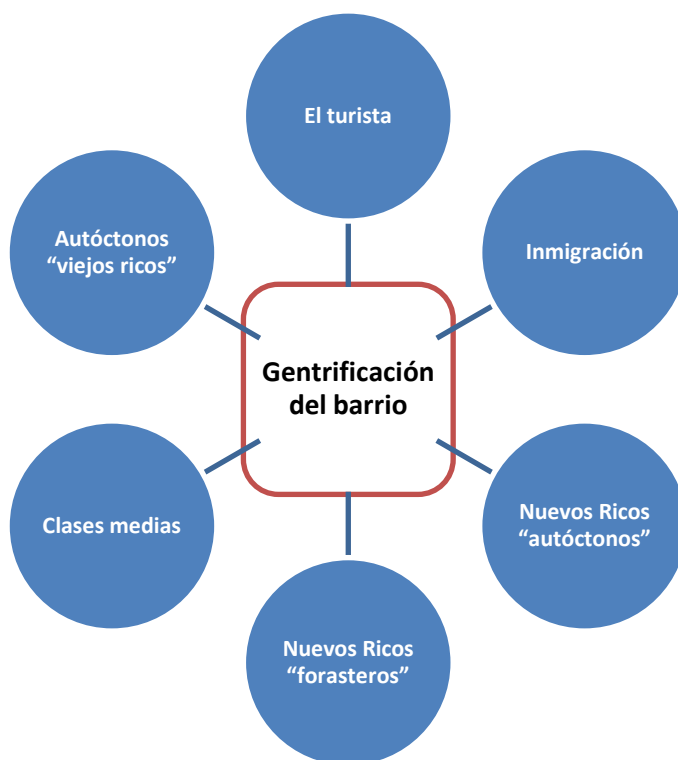 El turista
Autóctonos
“viejos ricos”
Inmigración
Gentrificación
del barrio
Clases medias
Nuevos Ricos
“autóctonos”
Nuevos Ricos
“forasteros”